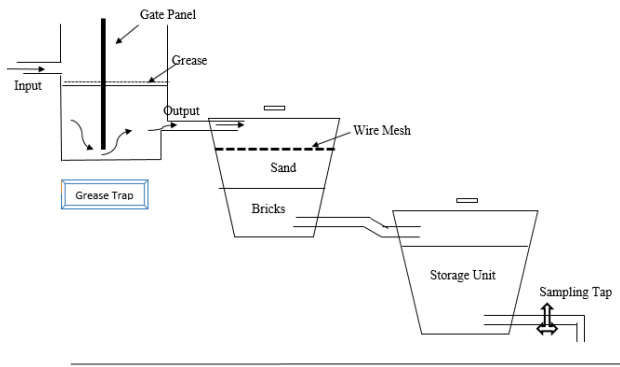 Gate Panel
Grease
Input
Output
Wire Mesh
Sand
Grease Trap
Bricks
Storage Unit
Sampling Tap